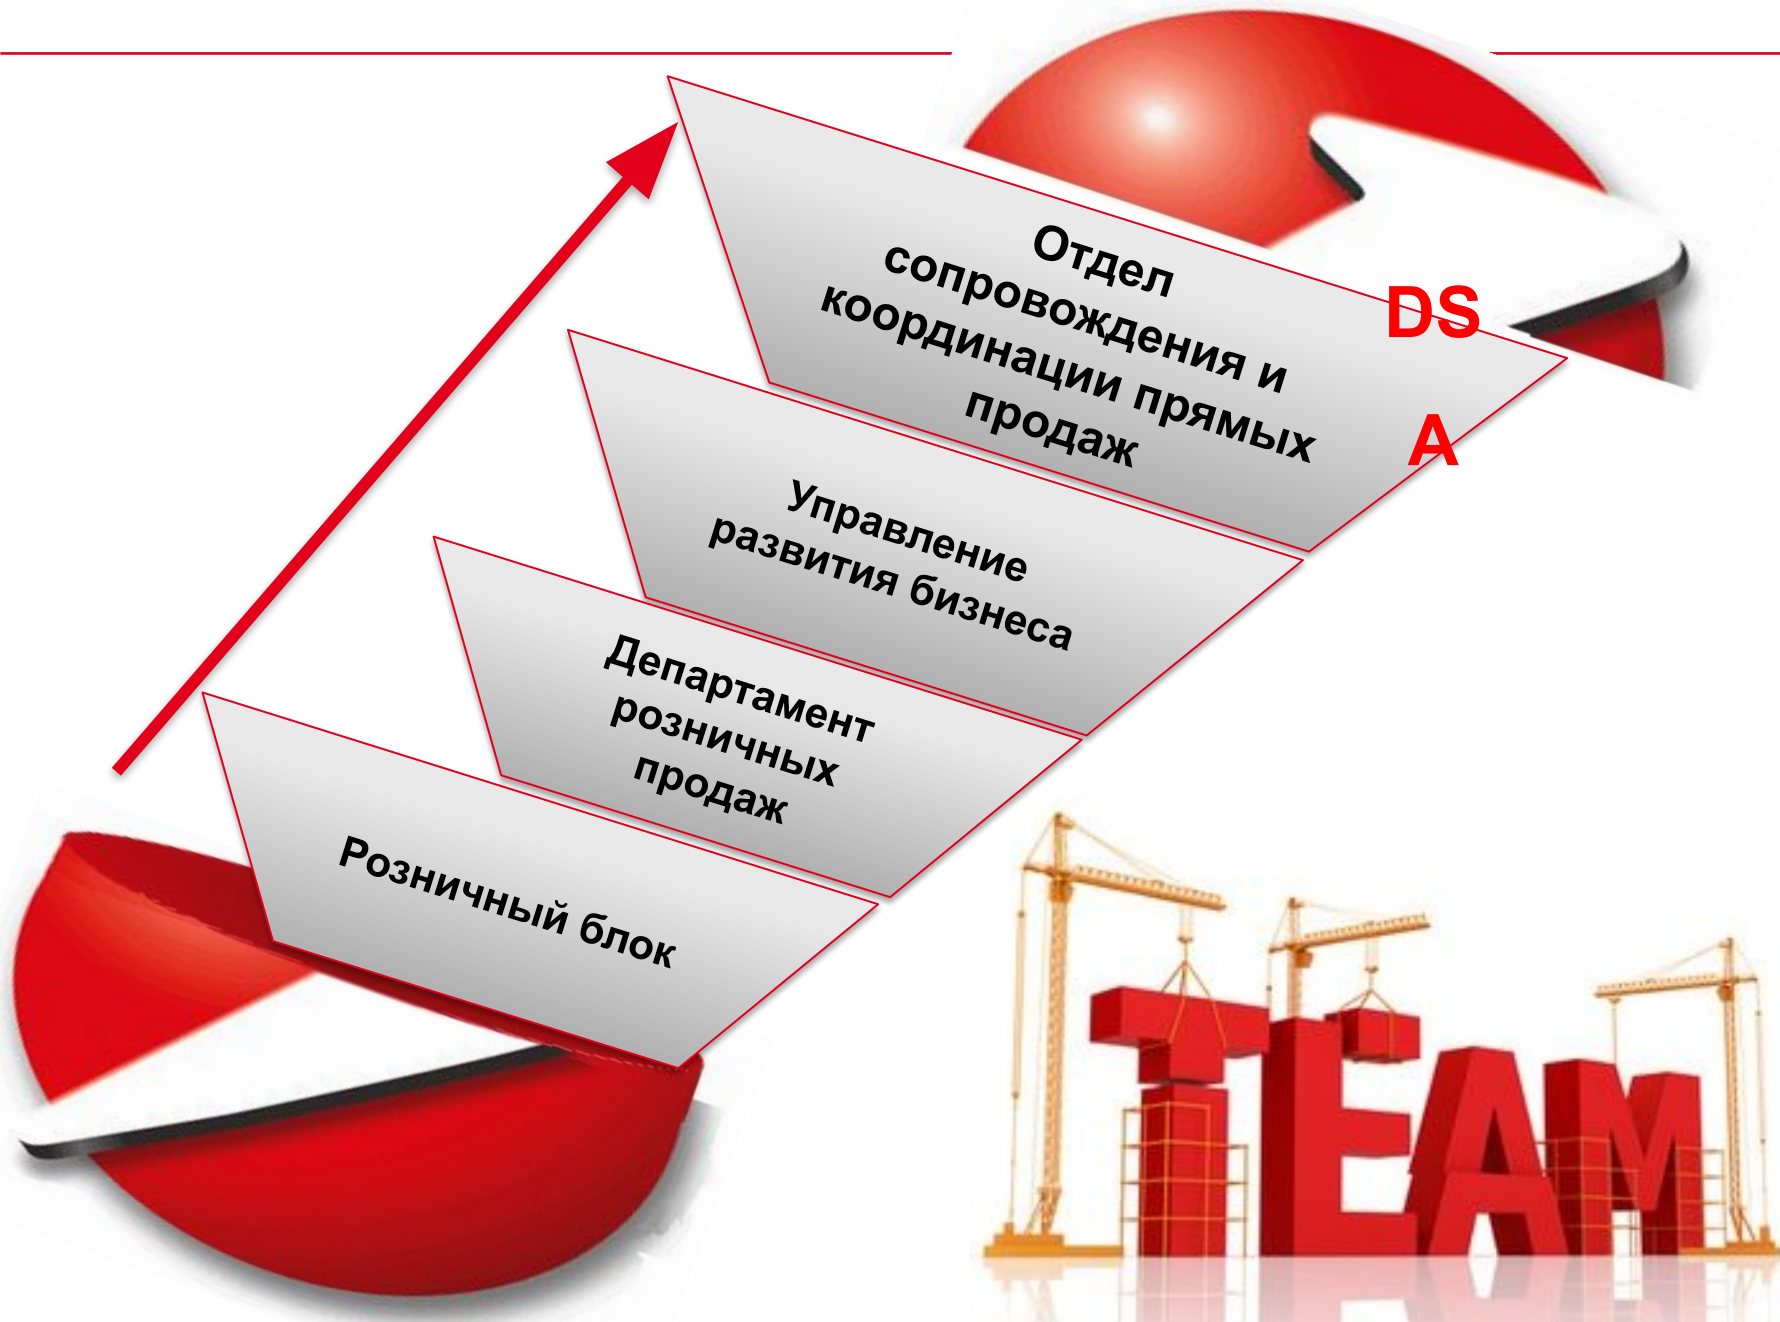 Отдел
сопровождения и
координации прямых
продаж
DS
A
Управление
развития бизнеса
Департамент
розничных
продаж
Розничный блок
TEAM